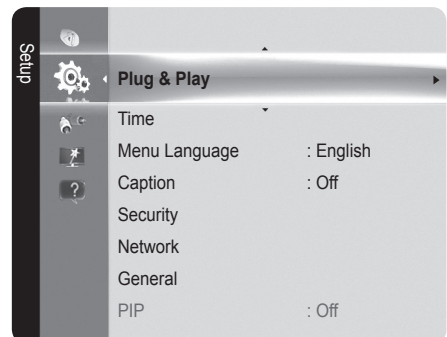 Setup
Plug & Play
Time
Menu Language : English
Caption : Off
Security
Network
General
PIP : Off